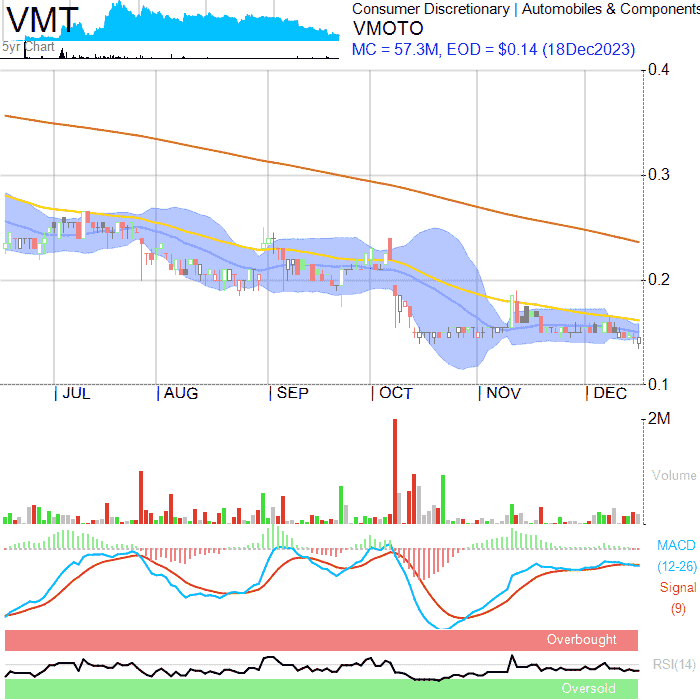 VMT
5yr Chart
Consumer Discretionary | Automobiles & Components
VMOTO
MC = 57.3M, EOD = $0.14 (18Dec2023)
0.4
0.3
0.2
0.1
JUL
AUG
SEP
OCT
NOV
DEC
2M
Volume
MACD
(12-26)
Signal
(9)
Overbought
RSI(14)
Oversold